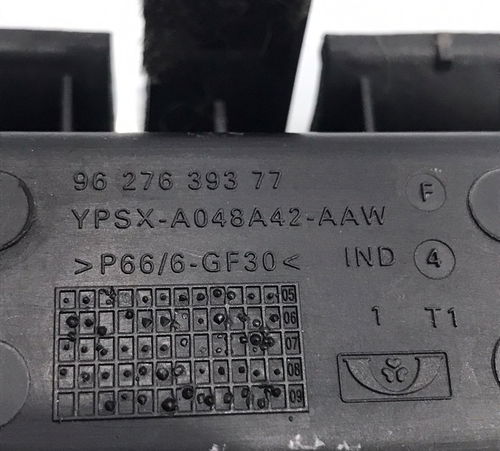 96 276 393 77
F
YPSX-A048A42-AAW
>P66/6-GF30<
IND 4
05
06
07
08
09
1 T1